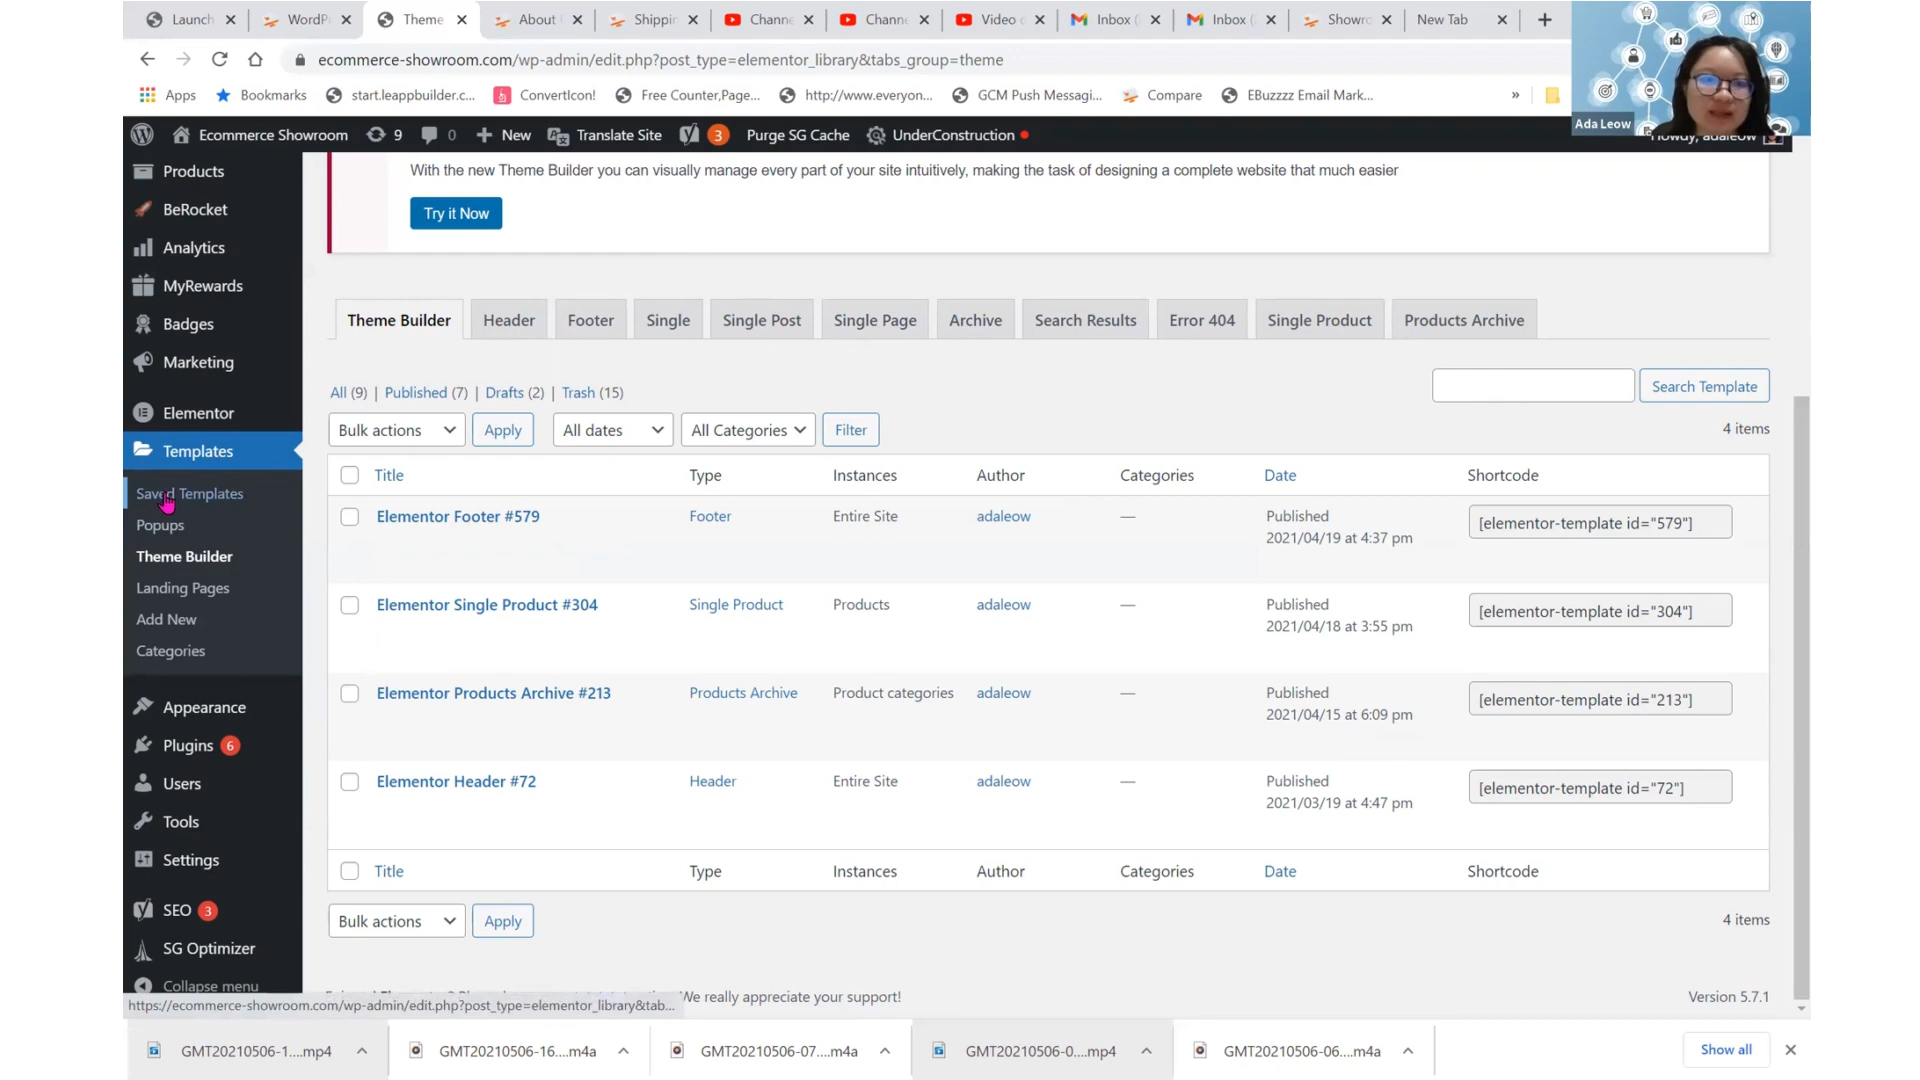 Launch
WordPr
Theme
About
Shippin
Channe
Channe
Video
Inbox (
Inbox (
Showro
New Tab
ecommerce-showroom.com/wp-admin/edit.php?post_type=elementor_library&tabs_group=theme
Apps
Bookmarks
start.leappbuilder.c...
ConvertIcon!
Free Counter,Page...
http://www.everyon...
GCM Push Messagi...
Compare
EBuzzzz Email Mark...
»
Ada Leow
Ecommerce Showroom
9
0
New
Translate Site
3
Purge SG Cache
UnderConstruction
Howdy, adaleow
Products
BeRocket
Analytics
MyRewards
Badges
Marketing
Elementor
Templates
Saved Templates
Popups
Theme Builder
Landing Pages
Add New
Categories
Appearance
Plugins 6
Users
Tools
Settings
SEO 3
SG Optimizer
Collapse menu
With the new Theme Builder you can visually manage every part of your site intuitively, making the task of designing a complete website that much easier
Try it Now
Theme Builder
Header
Footer
Single
Single Post
Single Page
Archive
Search Results
Error 404
Single Product
Products Archive
All (9) | Published (7) | Drafts (2) | Trash (15)
Search Template
Bulk actions
Apply
All dates
All Categories
Filter
4 items
Title Type Instances Author Categories Date Shortcode
Elementor Footer #579 Footer Entire Site adaleow — Published [elementor-template id="579"]
2021/04/19 at 4:37 pm
Elementor Single Product #304 Single Product Products adaleow — Published [elementor-template id="304"]
2021/04/18 at 3:55 pm
Elementor Products Archive #213 Products Archive Product categories adaleow — Published [elementor-template id="213"]
2021/04/15 at 6:09 pm
Elementor Header #72 Header Entire Site adaleow — Published [elementor-template id="72"]
2021/03/19 at 4:47 pm
Title Type Instances Author Categories Date Shortcode
Bulk actions
Apply
4 items
We really appreciate your support!
Version 5.7.1
https://ecommerce-showroom.com/wp-admin/edit.php?post_type=elementor_library&tab...
GMT20210506-1....mp4
GMT20210506-16....m4a
GMT20210506-07....m4a
GMT20210506-0....mp4
GMT20210506-06....m4a
Show all